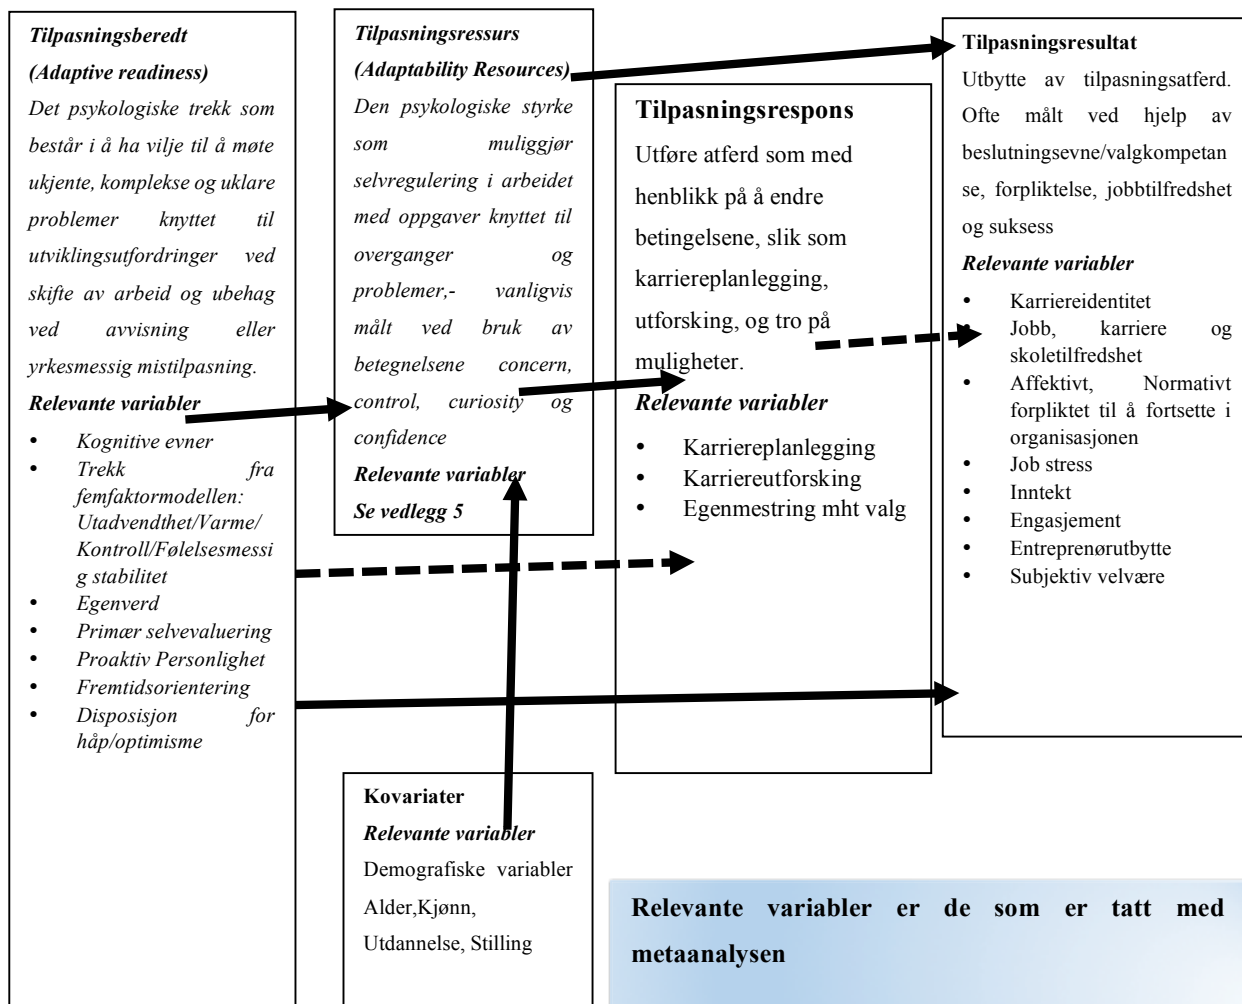 Tilpasningsberedt
(Adaptive readiness)
Det psykologiske trekk som
består i å ha vilje til å møte
ukjente, komplekse og uklare
problemer knyttet til
utviklingsutfordringer ved
skifte av arbeid og ubehag
ved avvisning eller
yrkesmessig mistilpasning.
Relevante variabler
• Kognitive evner
• Trekk fra
femfaktormodellen:
Utadvendthet/Varme/
Kontroll/Følelsesmessi
g stabilitet
• Egenverd
• Primær selvevaluering
• Proaktiv Personlighet
• Fremtidsorientering
• Disposisjon for
håp/optimisme
Tilpasningsressurs
(Adaptability Resources)
Den psykologiske styrke
som muliggjør
selvregulering i arbeidet
med oppgaver knyttet til
overganger og
problemer,- vanligvis
målt ved bruk av
betegnelsene concern,
control, curiosity og
confidence
Relevante variabler
Se vedlegg 5
Kovariater
Relevante variabler
Demografiske variabler
Alder,Kjønn,
Utdannelse, Stilling
Tilpasningsrespons
Utføre atferd som med
henblikk på å endre
betingelsene, slik som
karriereplanlegging,
utforsking, og tro på
muligheter.
Relevante variabler
• Karriereplanlegging
• Karriereutforsking
• Egenmestring mht valg
Tilpasningsresultat
Utbytte av tilpasningsatferd.
Ofte målt ved hjelp av
beslutningsevne/valgkompetan
se, forpliktelse, jobbtilfredshet
og suksess
Relevante variabler
• Karriereidentitet
• Jobb, karriere og
skoletilfredshet
• Affektivt, Normativt
forpliktet til å fortsette i
organisasjonen
• Job stress
• Inntekt
• Engasjement
• Entreprenørutbytte
• Subjektiv velvære
Relevante variabler er de som er tatt med
metaanalysen